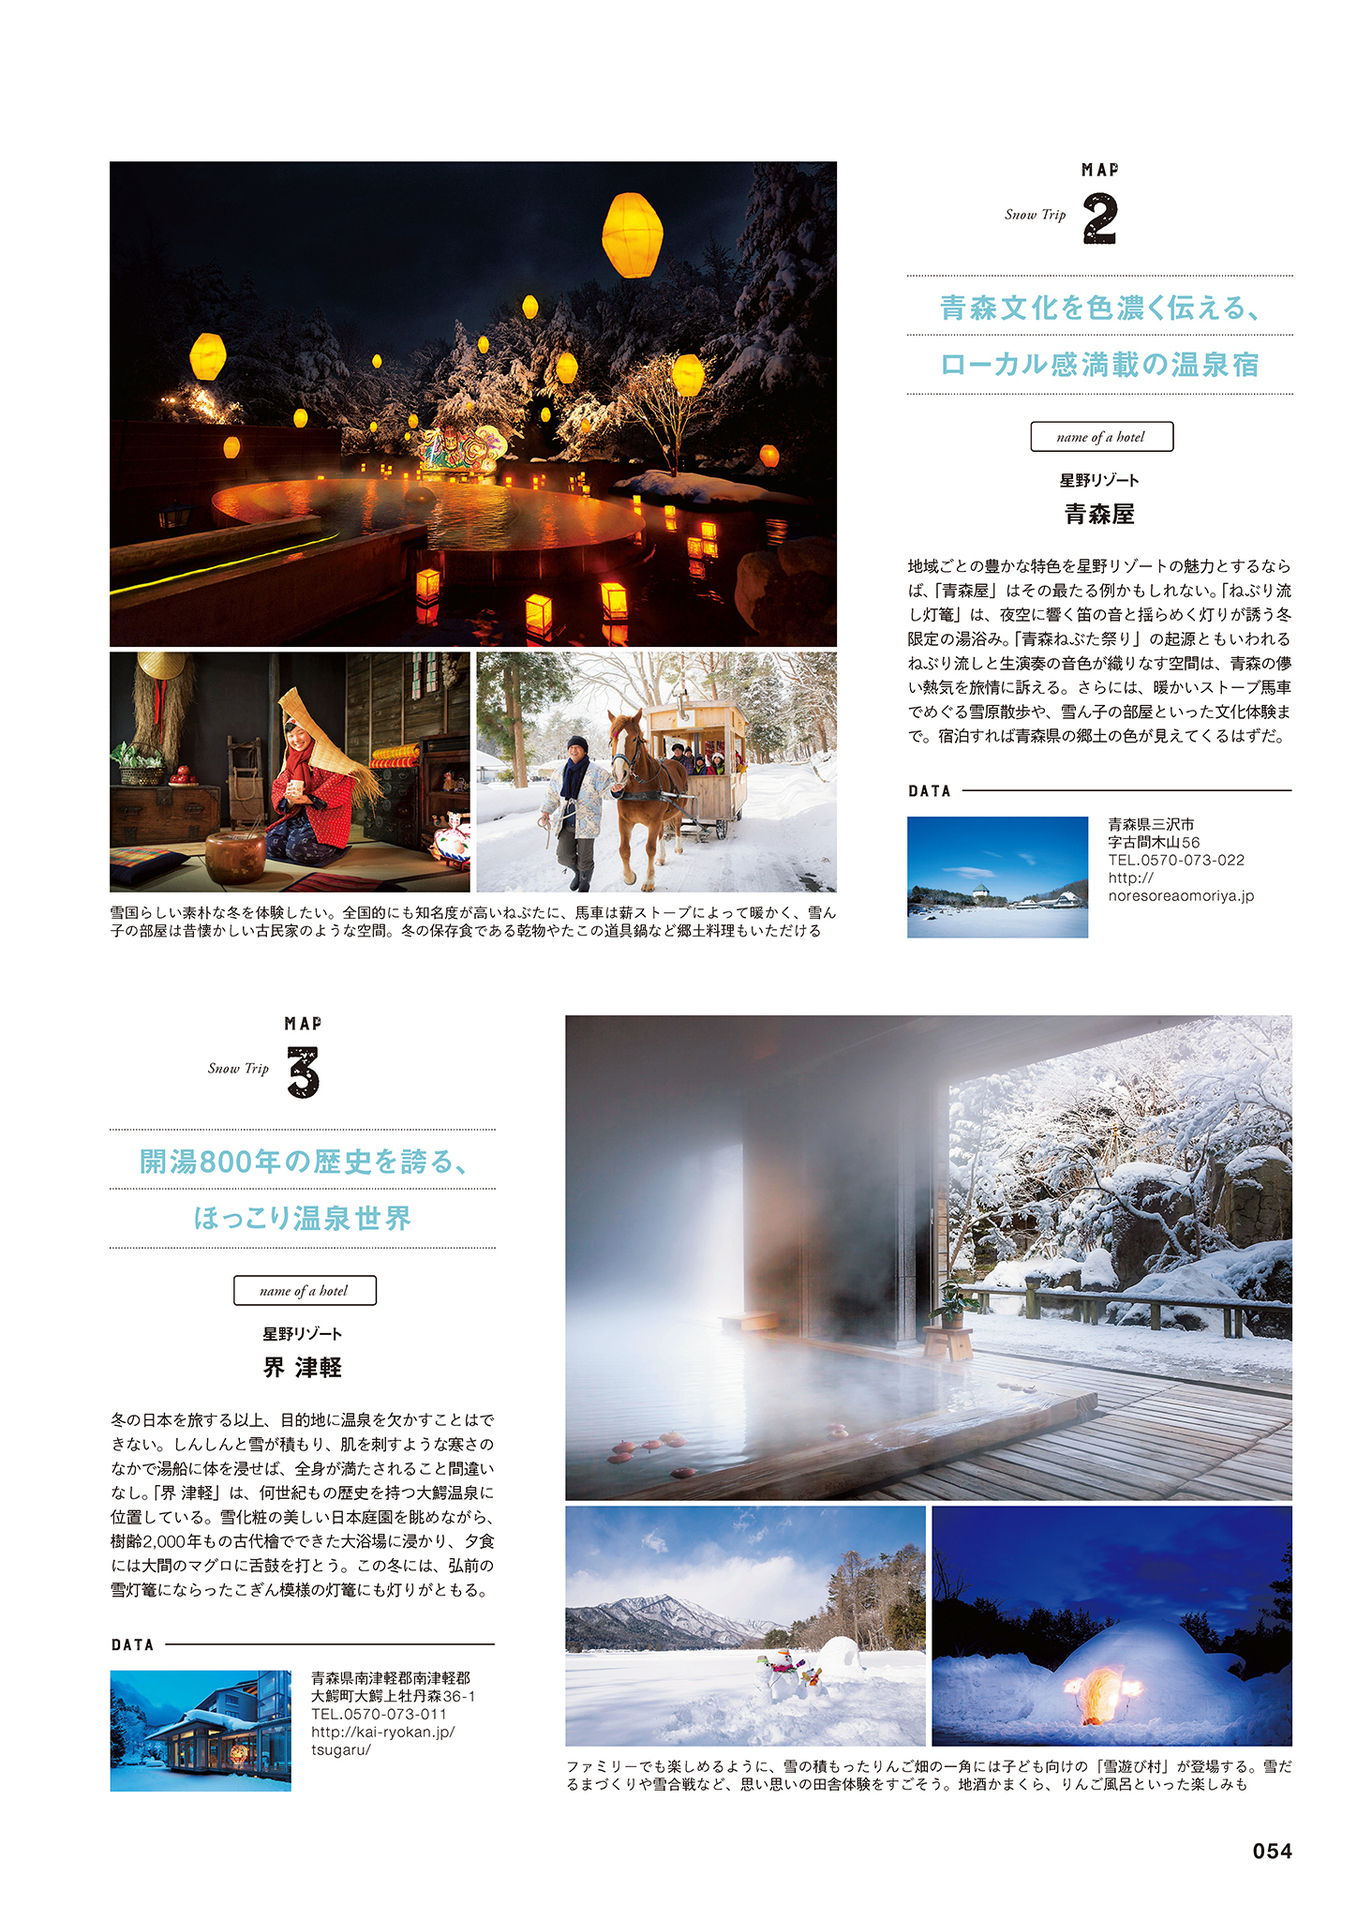 MAP
Snow Trip
2
青森文化を色濃く伝える、
ローカル感満載の温泉宿
name of a hotel
星野リゾート
青森屋
地域ごとの豊かな特色を星野リゾートの魅力とするなら
ば、「青森屋」はその最たる例かもしれない。「ねぶり流
し灯篭」は、夜空に響く笛の音と揺らめく灯りが誘う冬
限定の湯浴み。「青森ねぶた祭り」の起源ともいわれる
ねぶり流しと生演奏の音色が織りなす空間は、青森の儚
い熱気を旅情に訴える。さらには、暖かいストーブ馬車
でめぐる雪原散歩や、雪ん子の部屋といった文化体験ま
で。宿泊すれば青森県の郷土の色が見えてくるはずだ。
DATA
青森県三沢市
字古間木山56
TEL.0570-073-022
http://
noresoreaomoriya.jp
雪国らしい素朴な冬を体験したい。全国的にも知名度が高いねぶたに、馬車は薪ストーブによって暖かく、雪ん
子の部屋は昔懐かしい古民家のような空間。冬の保存食である乾物やたこの道具鍋など郷土料理もいただける
MAP
Snow Trip
3
開湯800年の歴史を誇る、
ほっこり温泉世界
name of a hotel
星野リゾート
界 津軽
冬の日本を旅する以上、目的地に温泉を欠かすことはで
きない。しんしんと雪が積もり、肌を刺すような寒さの
なかで湯船に体を浸せば、全身が満たされること間違い
なし。「界 津軽」は、何世紀もの歴史を持つ大鰐温泉に
位置している。雪化粧の美しい日本庭園を眺めながら、
樹齢2,000年もの古代檜でできた大浴場に浸かり、夕食
には大間のマグロに舌鼓を打とう。この冬には、弘前の
雪灯篭にならったこぎん模様の灯篭にも灯りがともる。
DATA
青森県南津軽郡南津軽郡
大鰐町大鰐上牡丹森36-1
TEL.0570-073-011
http://kai-ryokan.jp/
tsugaru/
ファミリーでも楽しめるように、雪の積もったりんご畑の一角には子ども向けの「雪遊び村」が登場する。雪だ
るまづくりや雪合戦など、思い思いの田舎体験をすごそう。地酒かまくら、りんご風呂といった楽しみも
054